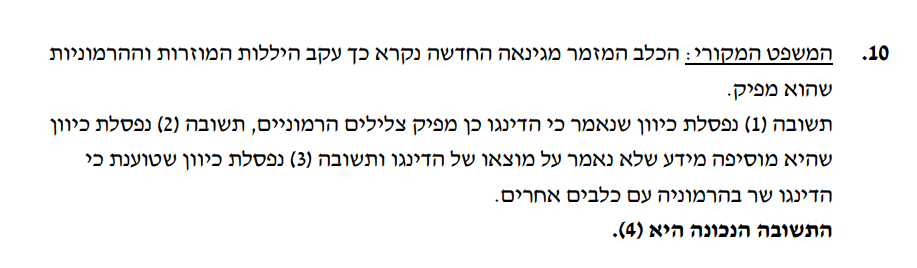 10. המשפט המקורי: הכלב המזמר מגינאה החדשה נקרא כך עקב היללות המוזרות וההרמוניות
שהוא מפיק.
תשובה (1) נפסלת כיוון שנאמר כי הדינגו כן מפיק צלילים הרמוניים, תשובה (2) נפסלת כיוון
שהיא מוסיפה מידע שלא נאמר על מוצאו של הדינגו ותשובה (3) נפסלת כיוון שטוענת כי
הדינגו שר בהרמוניה עם כלבים אחרים.
התשובה הנכונה היא (4).